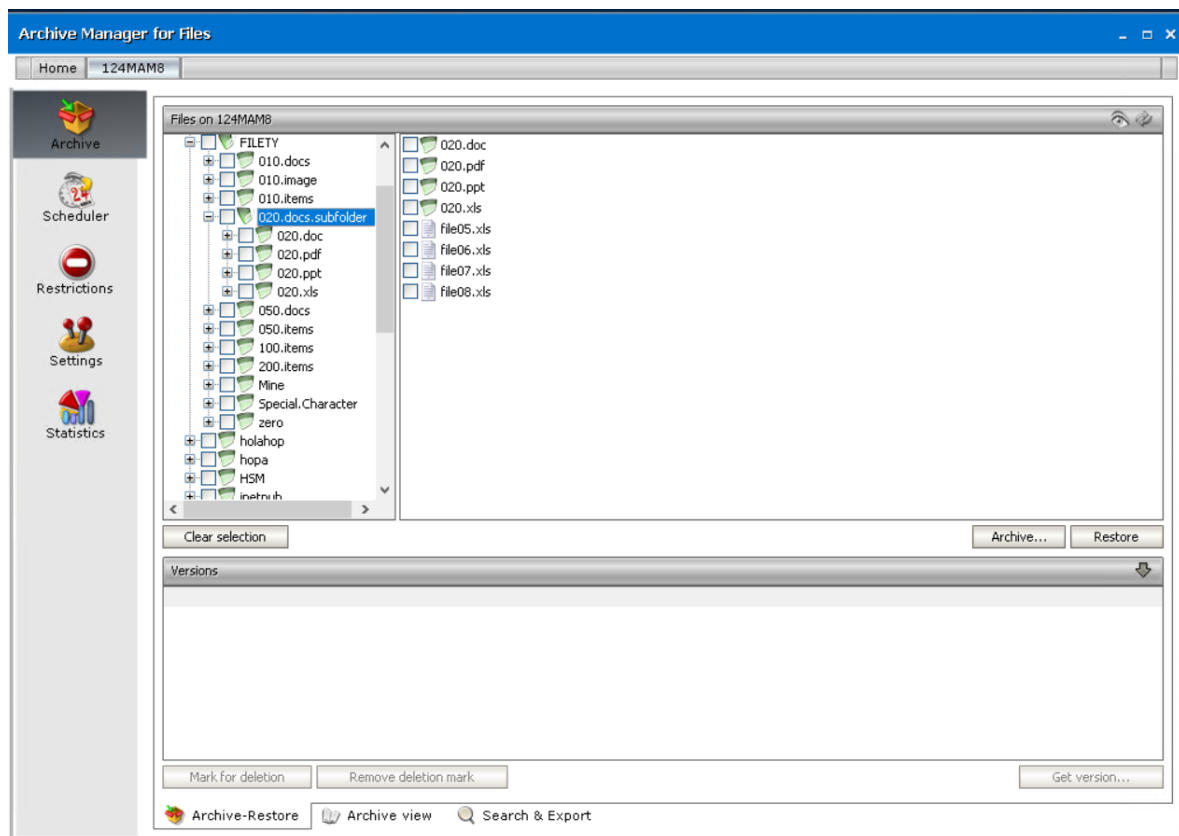 Archive Manager for Files
Home
124MAM8
Archive
Scheduler
Restrictions
Settings
Statistics
Files on 124MAM8
FILETY
010.docs
010.image
010.items
020.docs.subfolder
020.doc
020.pdf
020.ppt
020.xls
050.docs
050.items
100.items
200.items
Mine
Special.Character
zero
holahop
hopa
HSM
inetpub
020.doc
020.pdf
020.ppt
020.xls
file05.xls
file06.xls
file07.xls
file08.xls
Clear selection
Archive...
Restore
Versions
Mark for deletion
Remove deletion mark
Get version...
Archive-Restore
Archive view
Search & Export